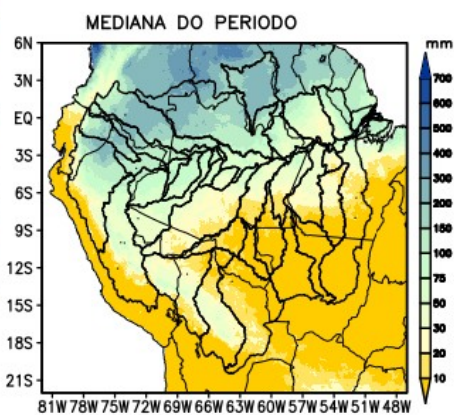 MEDIANA DO PERIODO
mm
6N
3N
EQ
3S
6S
9S
12S
15S
18S
21S
81W 78W 75W 72W 69W 66W 63W 60W 57W 54W 51W 48W
700
600
500
400
300
200
150
100
75
50
30
20
10